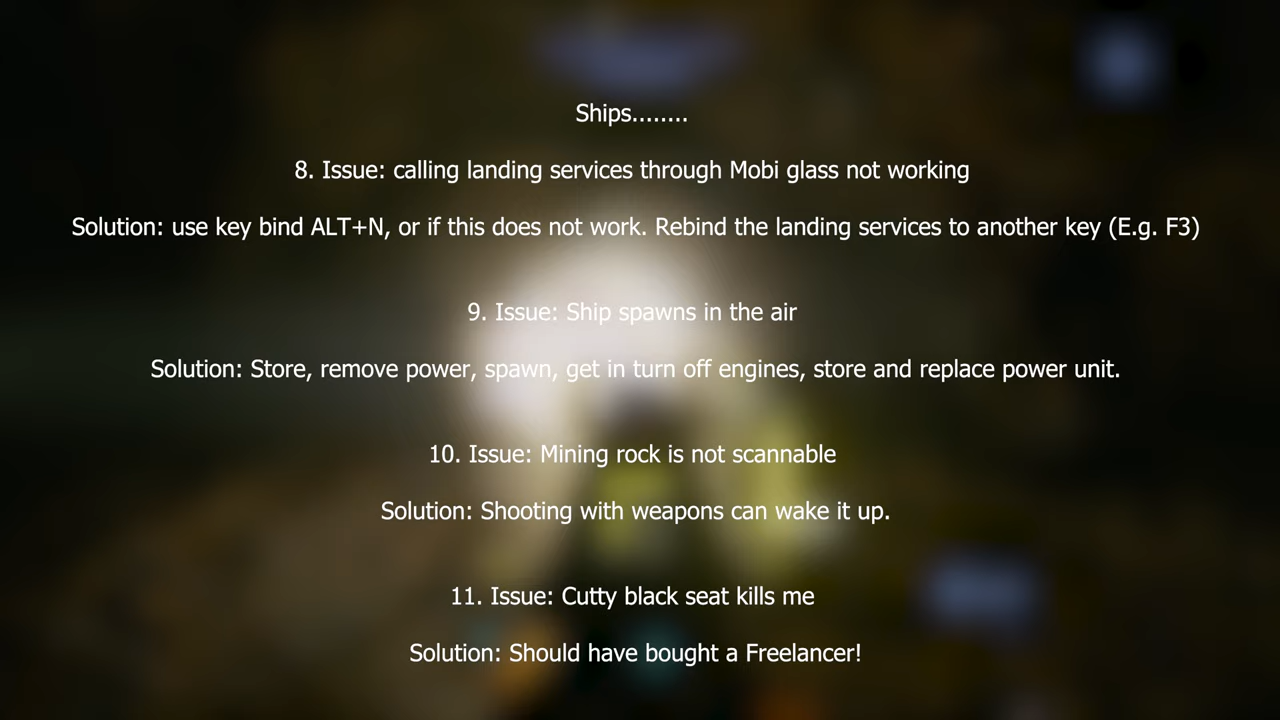 Ships........
8. Issue: calling landing services through Mobi glass not working
Solution: use key bind ALT+N, or if this does not work. Rebind the landing services to another key (E.g. F3)
9. Issue: Ship spawns in the air
Solution: Store, remove power, spawn, get in turn off engines, store and replace power unit.
10. Issue: Mining rock is not scannable
Solution: Shooting with weapons can wake it up.
11. Issue: Cutty black seat kills me
Solution: Should have bought a Freelancer!